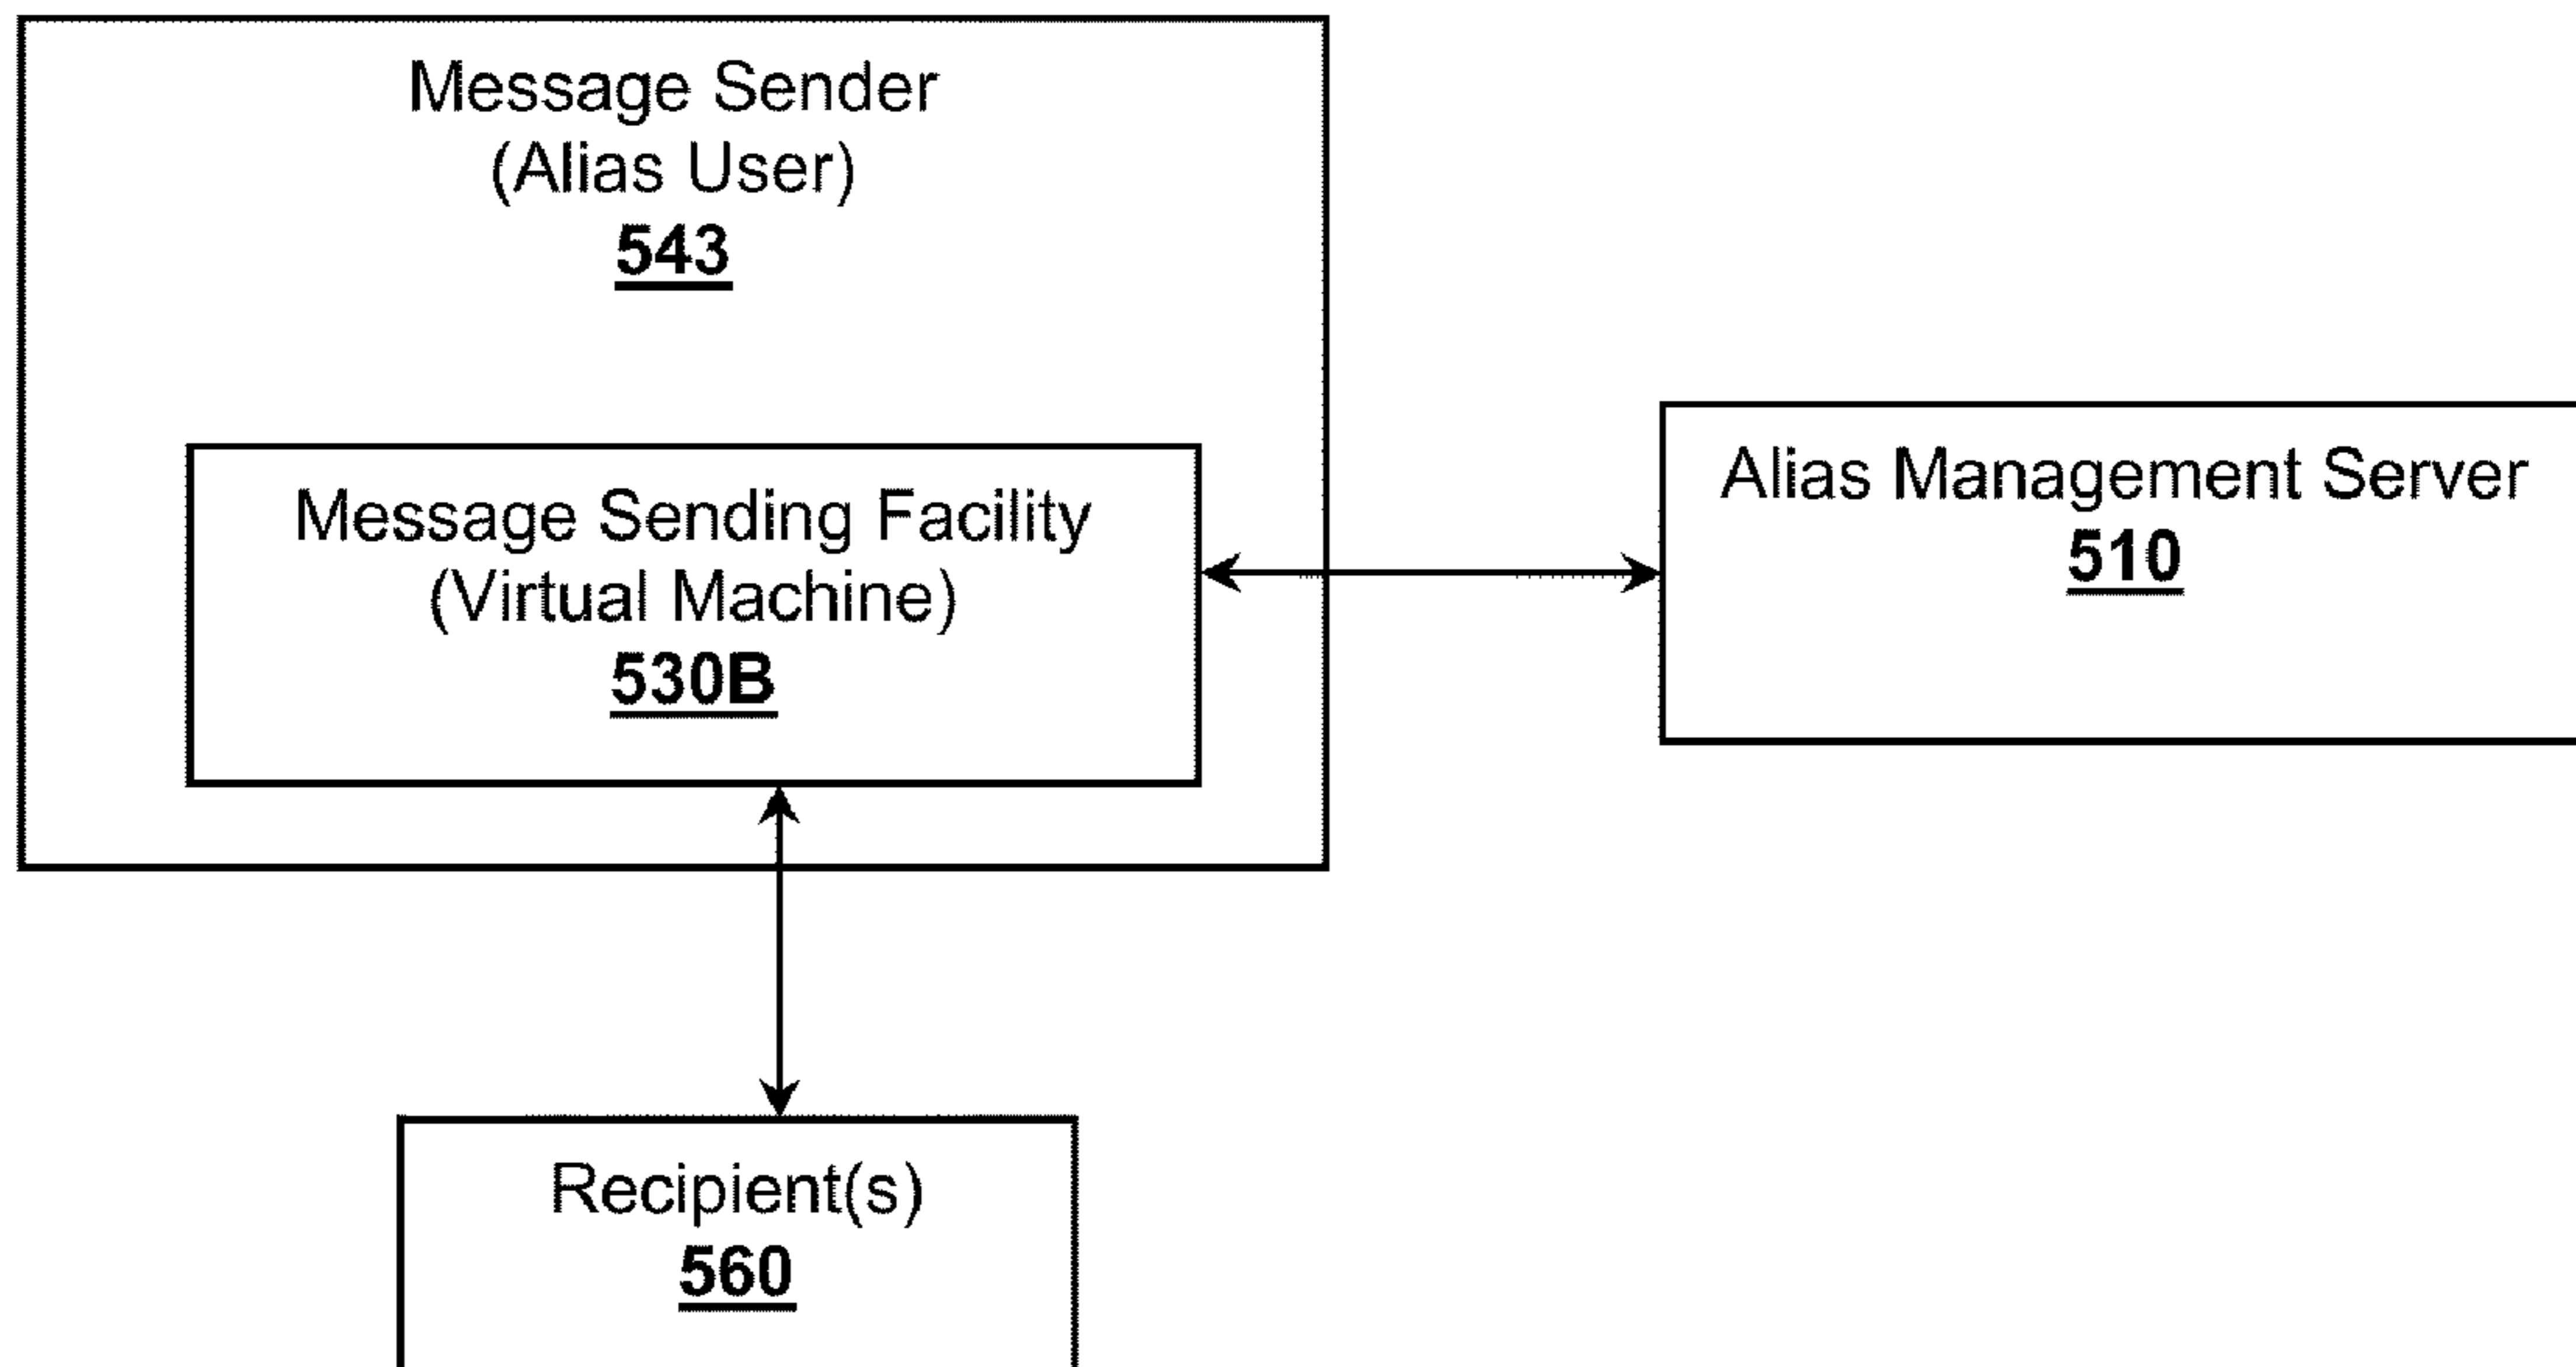 Message Sender
(Alias User)
543
Message Sending Facility
(Virtual Machine)
530B
Alias Management Server
510
Recipient(s)
560